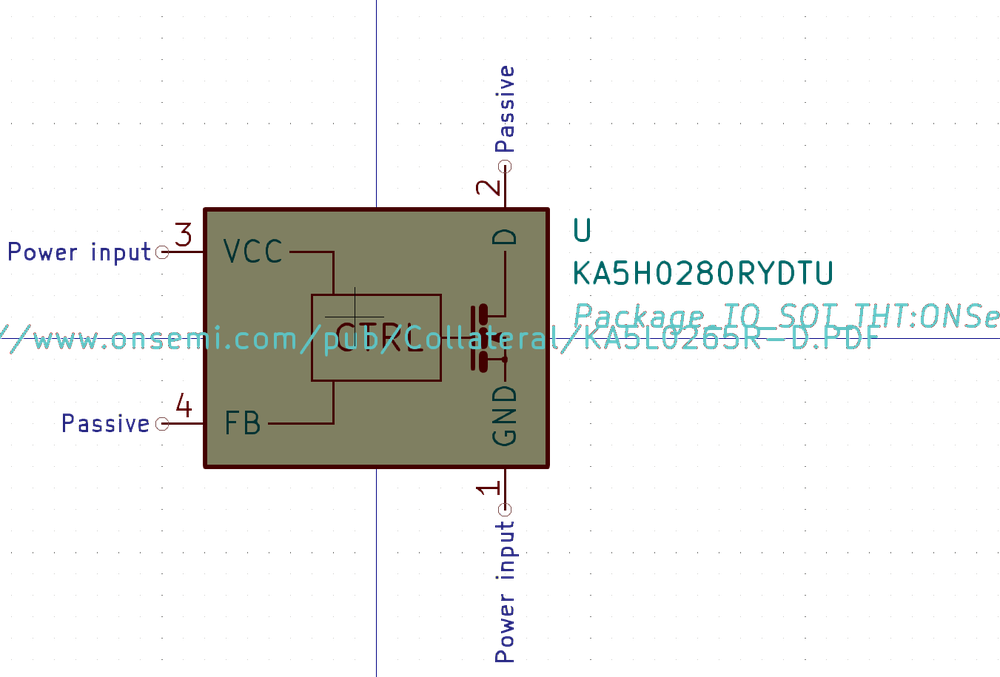 Passive
2
D
U
3
Power input
VCC
KA5H0280RYDTU
Package_TO_SOT_THT:ONSe
CTRL
//www.onsemi.com/pub/Collateral/KA5L0265R-D.PDF
4
Passive
FB
GND
1
Power input